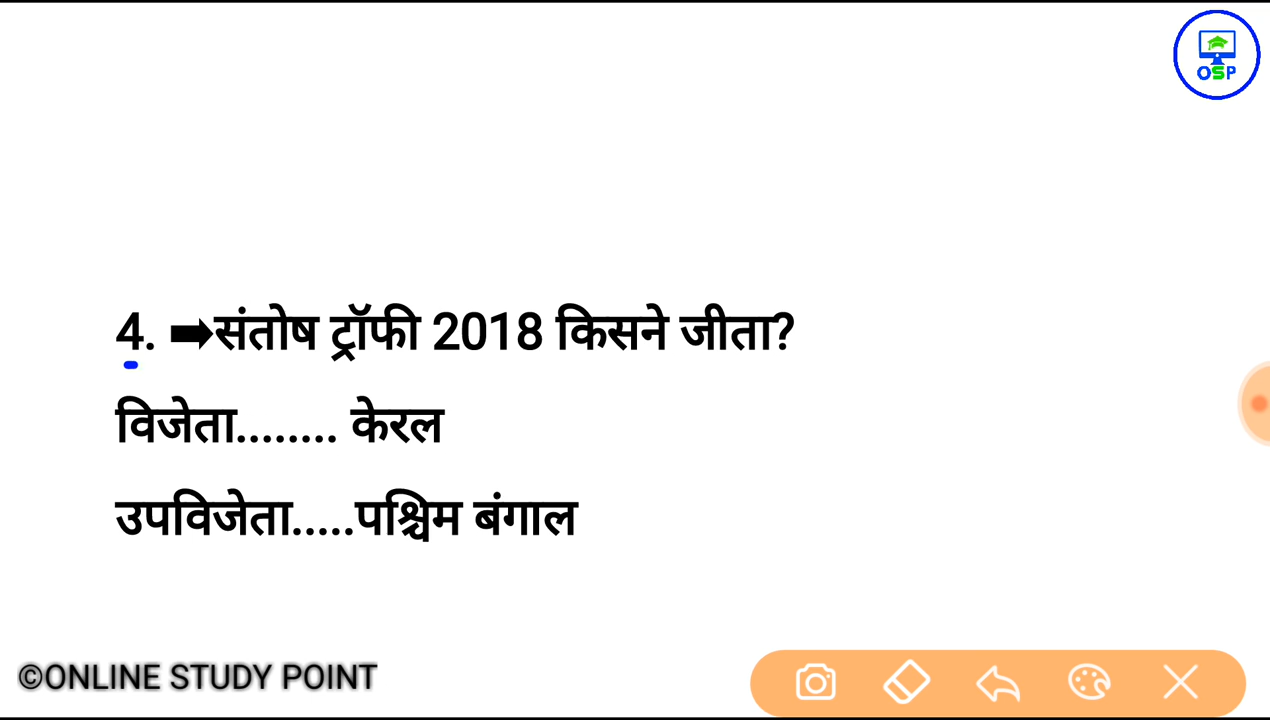 OSP
4. ➡संतोष ट्रॉफी 2018 किसने जीता?
विजेता........ केरल
उपविजेता.....पश्चिम बंगाल
©ONLINE STUDY POINT